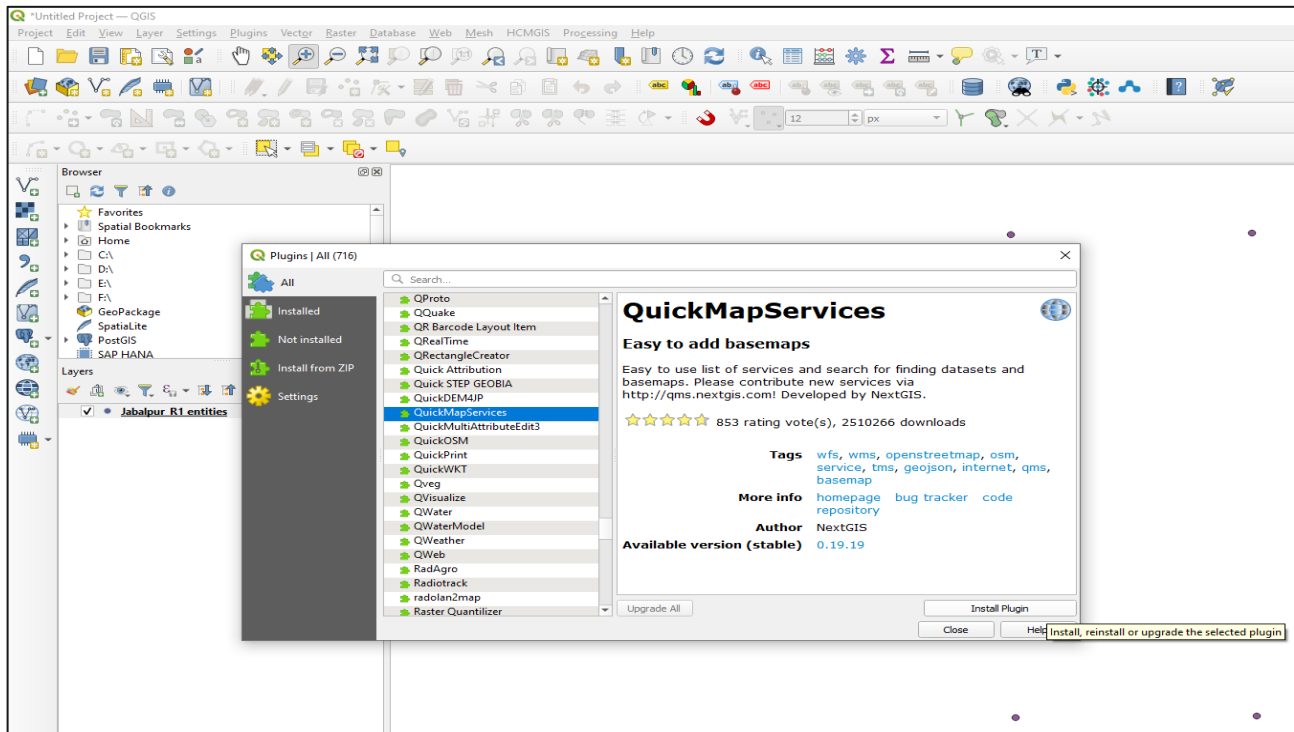 *Untitled Project — QGIS
Project Edit View Layer Settings Plugins Vector Raster Database Web Mesh HCMGIS Processing Help
abc abc abc
12 px
Browser
Favorites
Spatial Bookmarks
Home
C:\
D:\
E:\
F:\
GeoPackage
SpatiaLite
PostGIS
SAP HANA
Layers
Jabalpur R1 entities
Plugins | All (716)
All
Installed
Not installed
Install from ZIP
Settings
Search...
QProto
QQuake
QR Barcode Layout Item
QRealTime
QRectangleCreator
Quick Attribution
Quick STEP GEOBIA
QuickDEM4JP
QuickMapServices
QuickMultiAttributeEdit3
QuickOSM
QuickPrint
QuickWKT
Qveg
QVisualize
QWater
QWaterModel
QWeather
QWeb
RadAgro
Radiotrack
radolan2map
Raster Quantilizer
QuickMapServices
Easy to add basemaps
Easy to use list of services and search for finding datasets and
basemaps. Please contribute new services via
http://qms.nextgis.com! Developed by NextGIS.
853 rating vote(s), 2510266 downloads
Tags wfs, wms, openstreetmap, osm,
service, tms, geojson, internet, qms,
basemap
More info homepage bug tracker code
repository
Author NextGIS
Available version (stable) 0.19.19
Upgrade All Install Plugin
Close Help
Install, reinstall or upgrade the selected plugin